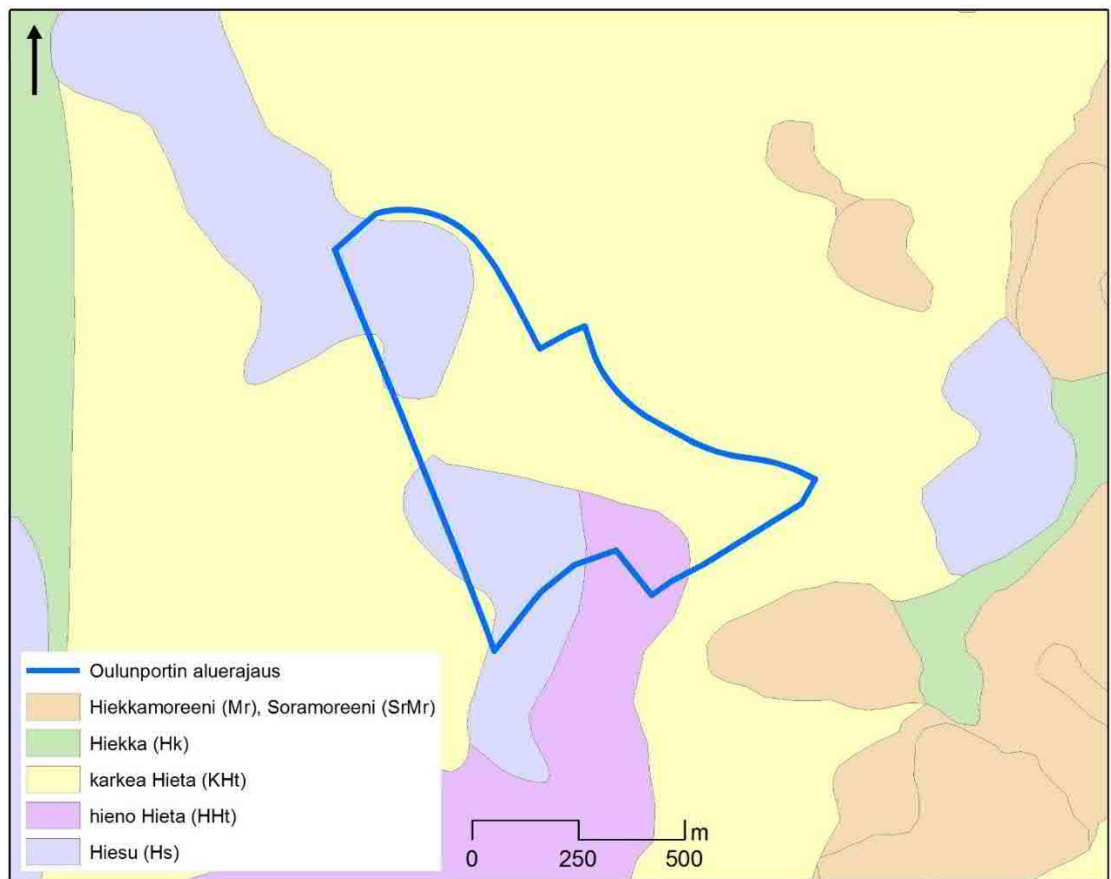 Oulunportin aluerajaus
Hiekkamoreeni (Mr), Soramoreeni (SrMr)
Hiekka (Hk)
karkea Hieta (KHt)
hieno Hieta (HHt)
Hiesu (Hs)
m
0 250 500